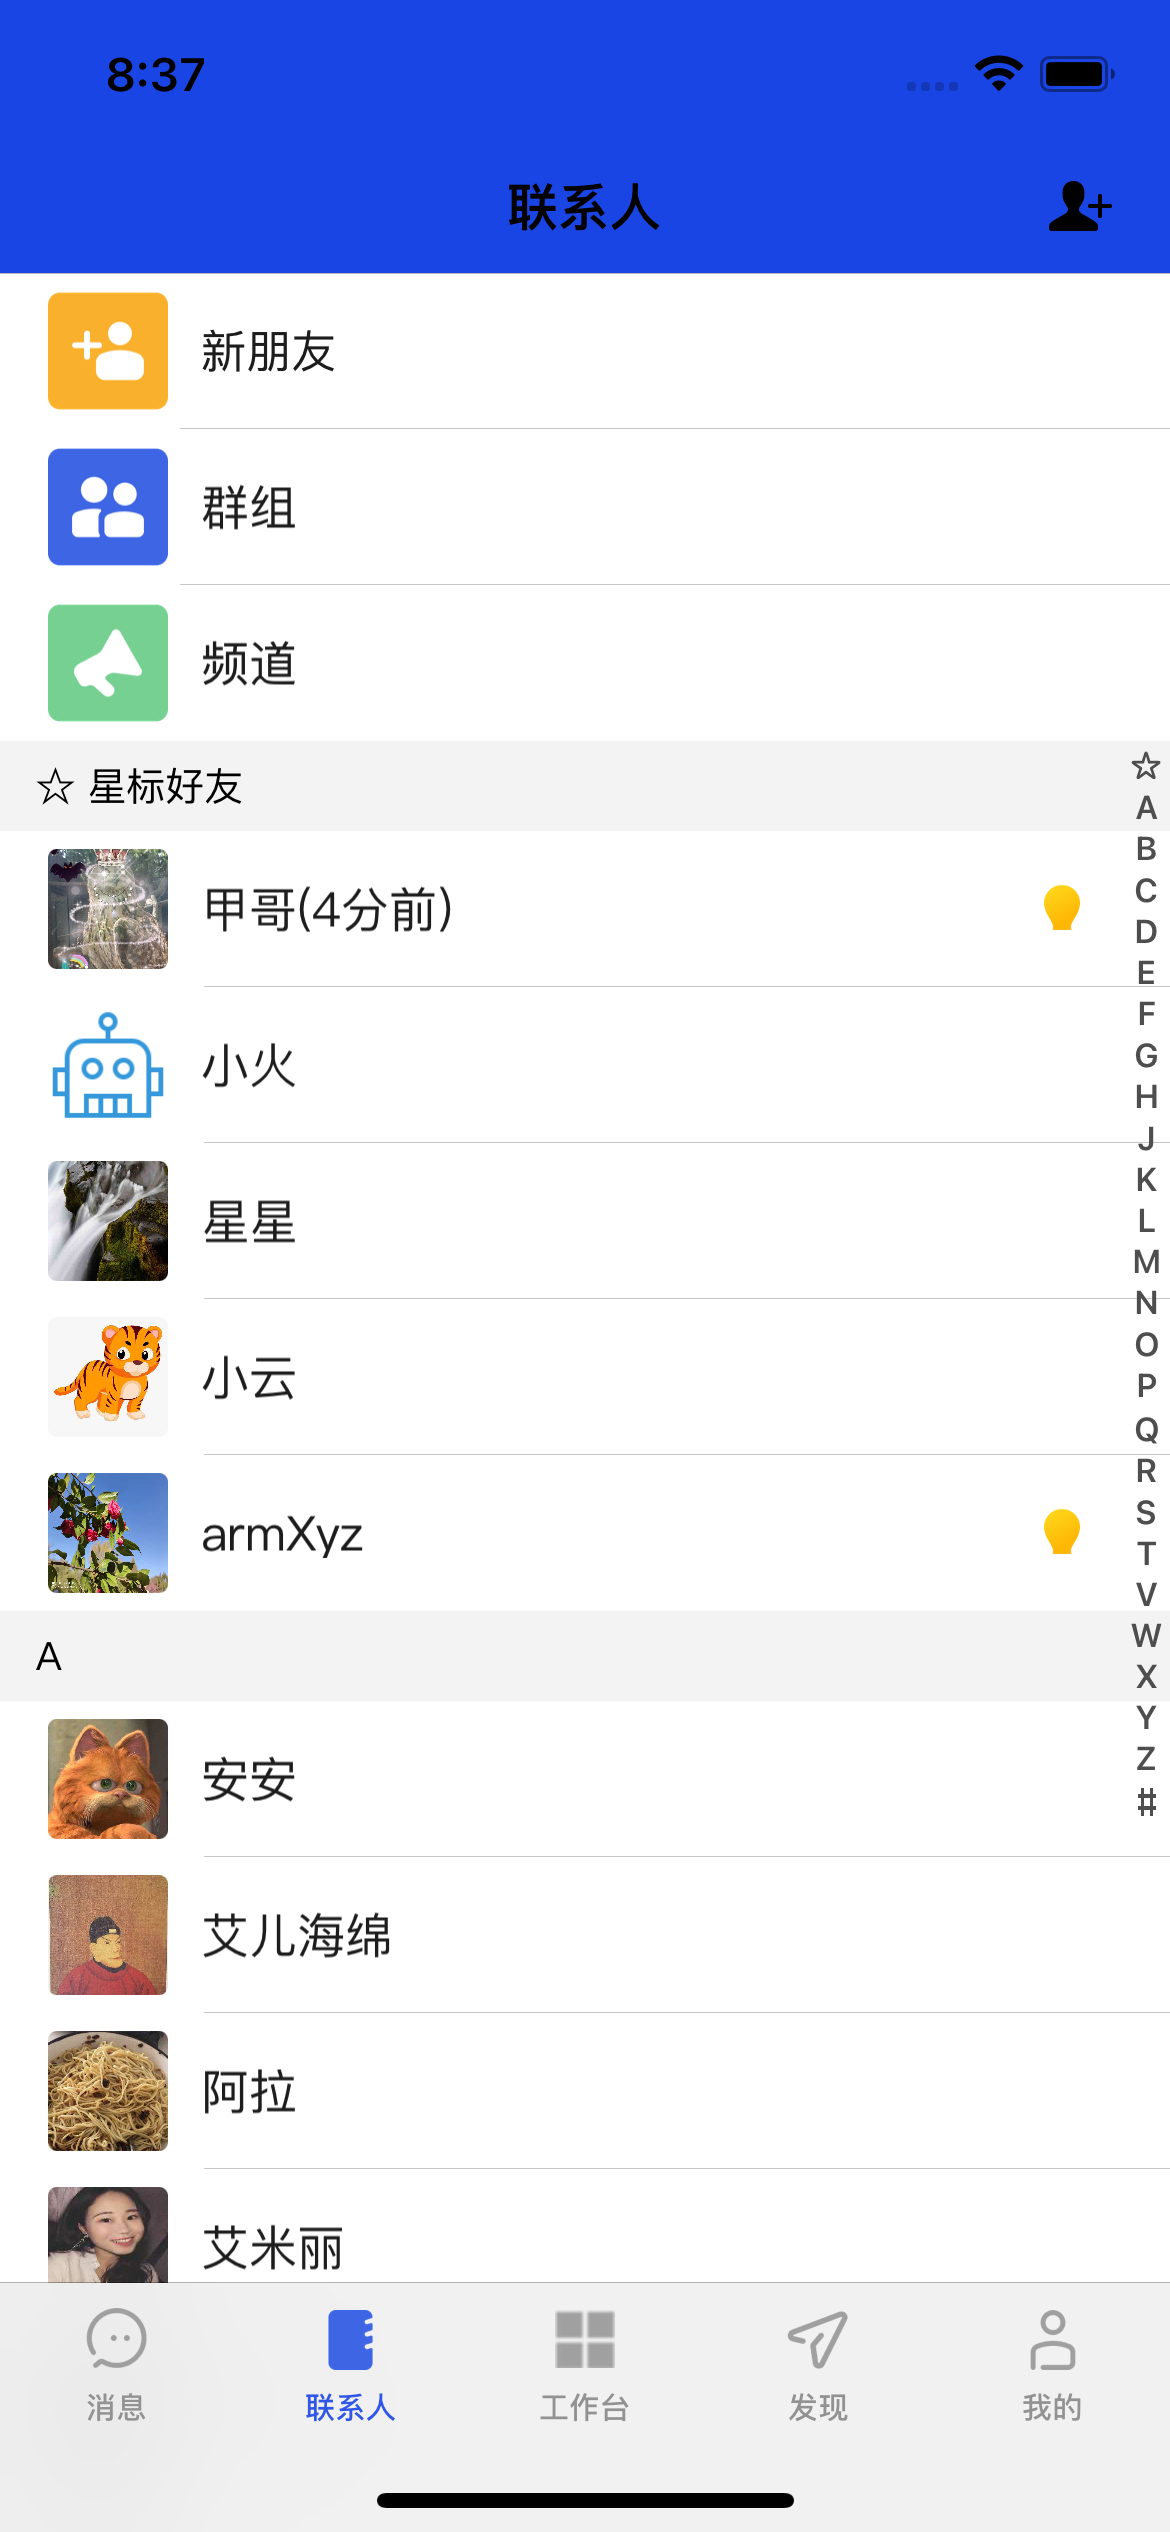 8:37
联系人
新朋友
群组
频道
☆ 星标好友
甲哥(4分前)
小火
星星
小云
armXyz
A
安安
艾儿海绵
阿拉
艾米丽
☆
A
B
C
D
E
F
G
H
J
K
L
M
N
O
P
Q
R
S
T
V
W
X
Y
Z
#
消息
联系人
工作台
发现
我的